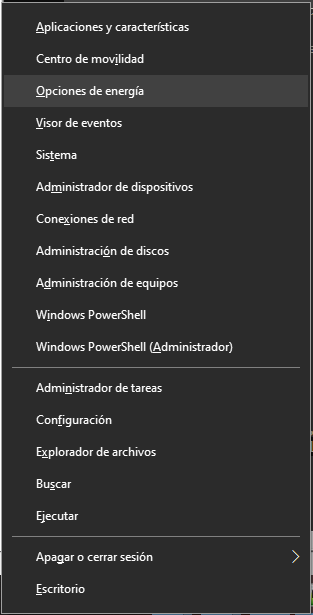 Aplicaciones y características
Centro de movilidad
Opciones de energía
Visor de eventos
Sistema
Administrador de dispositivos
Conexiones de red
Administración de discos
Administración de equipos
Windows PowerShell
Windows PowerShell (Administrador)
Administrador de tareas
Configuración
Explorador de archivos
Buscar
Ejecutar
Apagar o cerrar sesión
Escritorio